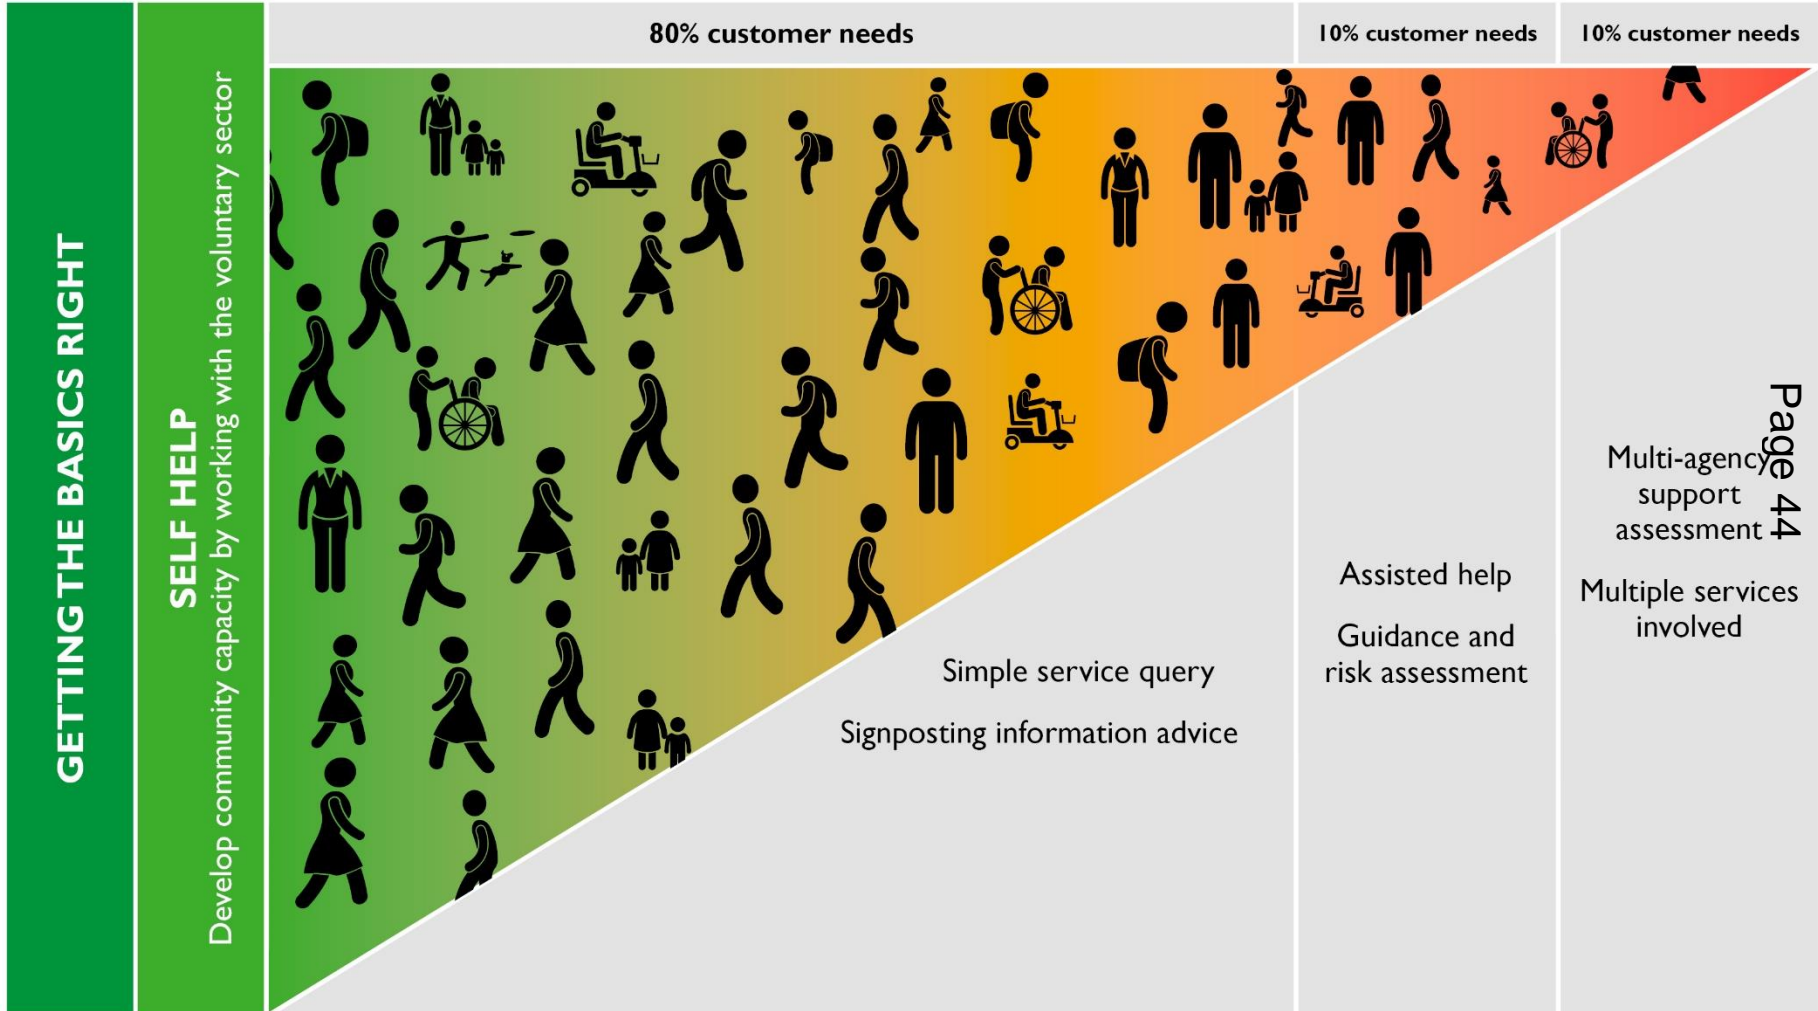 GETTING THE BASICS RIGHT
SELF HELP
Develop community capacity by working with the voluntary sector
80% customer needs
10% customer needs
10% customer needs
Simple service query
Signposting information advice
Assisted help
Guidance and
risk assessment
Multi-agency
support
assessment
Multiple services
involved
Page 44